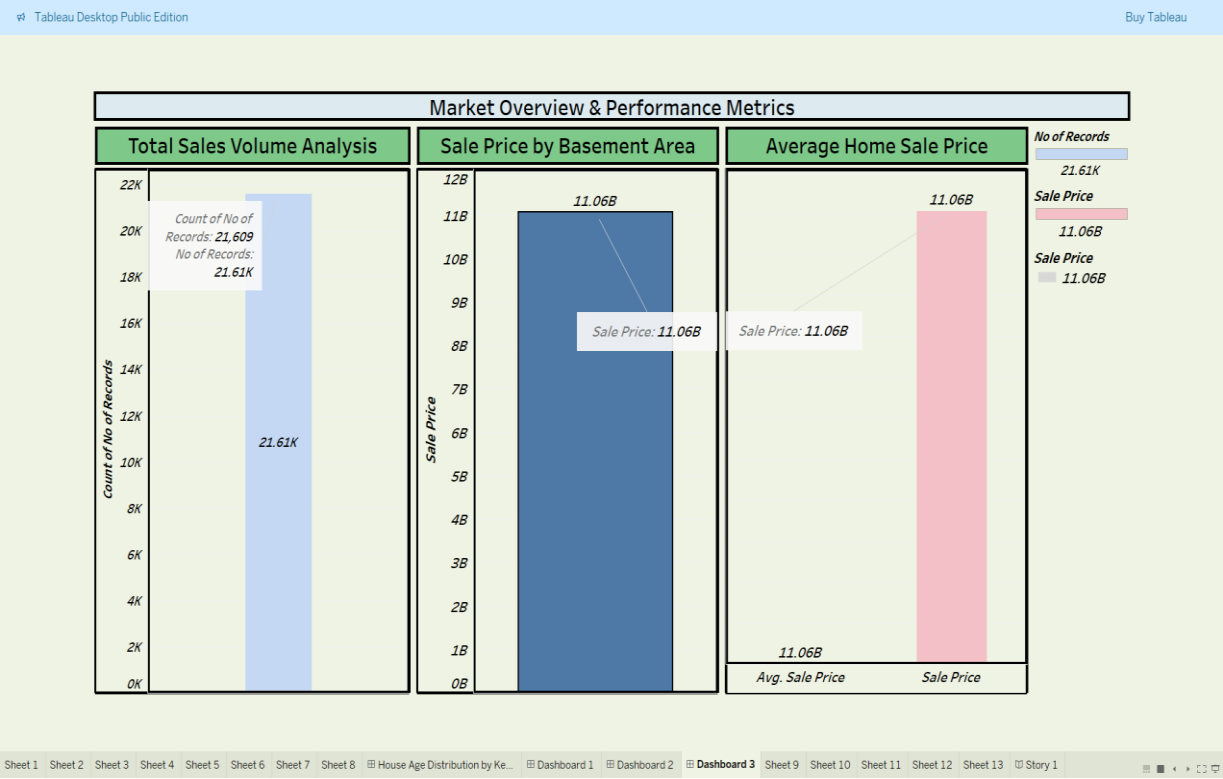 Tableau Desktop Public Edition
Buy Tableau
Market Overview & Performance Metrics
Total Sales Volume Analysis
22K
20K
18K
16K
14K
12K
10K
8K
6K
4K
2K
0K
Count of No of Records
Count of No of
Records: 21,609
No of Records:
21.61K
21.61K
Sale Price by Basement Area
12B
11B
10B
9B
8B
7B
6B
5B
4B
3B
2B
1B
0B
Sale Price
11.06B
Sale Price: 11.06B
Average Home Sale Price
11.06B
Sale Price: 11.06B
11.06B
Avg. Sale Price
Sale Price
No of Records
21.61K
Sale Price
11.06B
Sale Price
11.06B
Sheet 1 Sheet 2 Sheet 3 Sheet 4 Sheet 5 Sheet 6 Sheet 7 Sheet 8 House Age Distribution by Ke... Dashboard 1 Dashboard 2 Dashboard 3 Sheet 9 Sheet 10 Sheet 11 Sheet 12 Sheet 13 Story 1